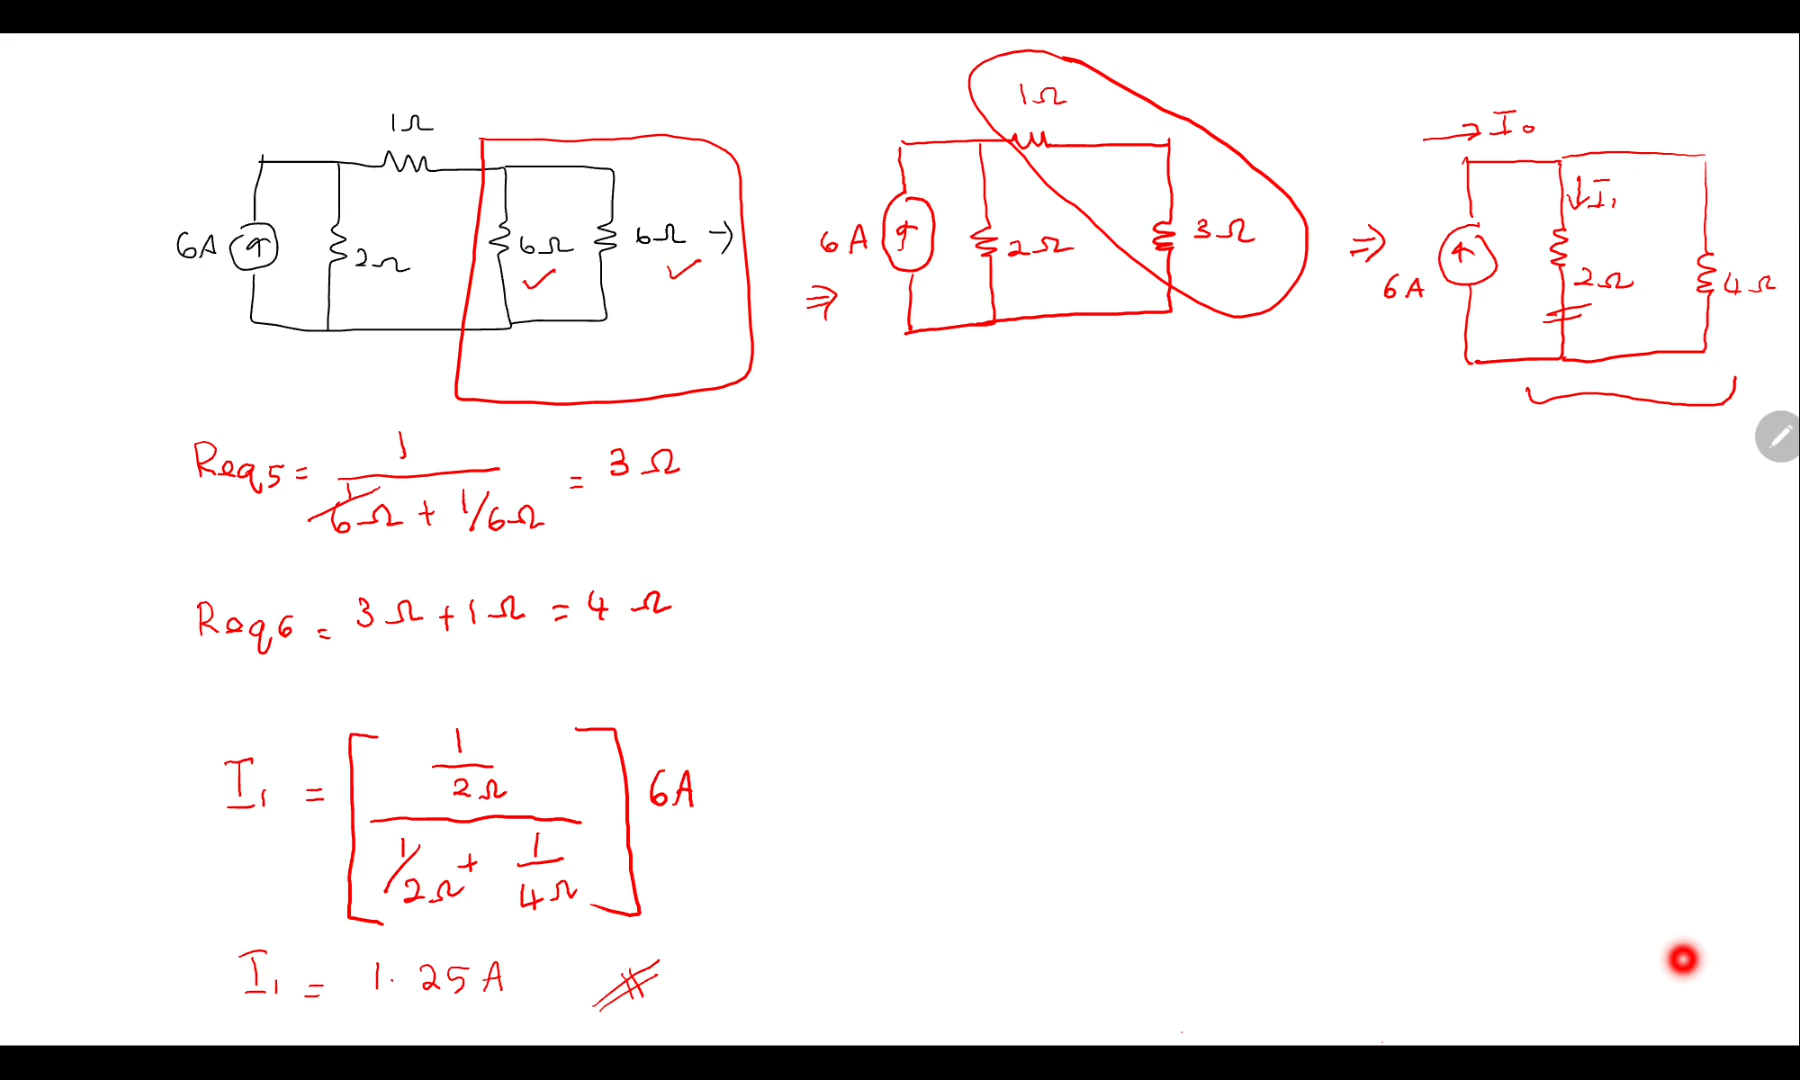 1Ω
6A
2Ω
6Ω
6Ω →
⇒
1Ω
6A
2Ω
3Ω
⇒
→ I₀
↓I₁
6A
2Ω
4Ω
Req5 = 1 / (1/6Ω + 1/6Ω) = 3Ω
Req6 = 3Ω + 1Ω = 4Ω
I₁ = [ (1/2Ω) / (1/2Ω + 1/4Ω) ] 6A
I₁ = 1.25A